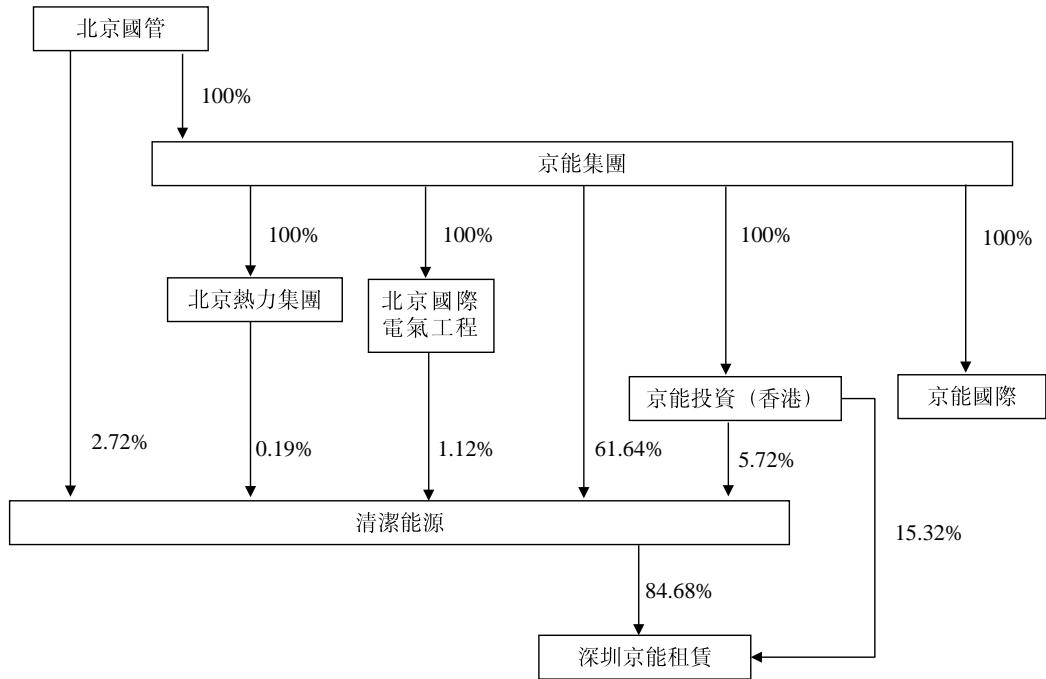 北京國管
100%
京能集團
100%
100%
100%
100%
北京熱力集團
北京國際
電氣工程
京能投資（香港）
京能國際
2.72%
0.19%
1.12%
61.64%
5.72%
清潔能源
15.32%
84.68%
深圳京能租賃